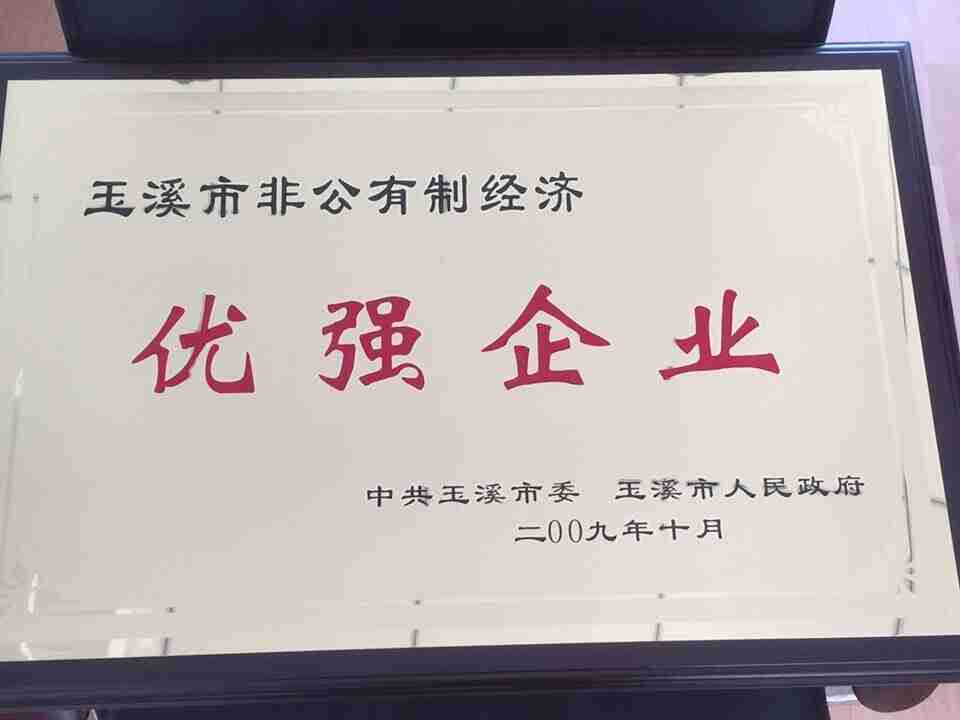 玉溪市非公有制经济
优强企业
中共玉溪市委 玉溪市人民政府
二00九年十月